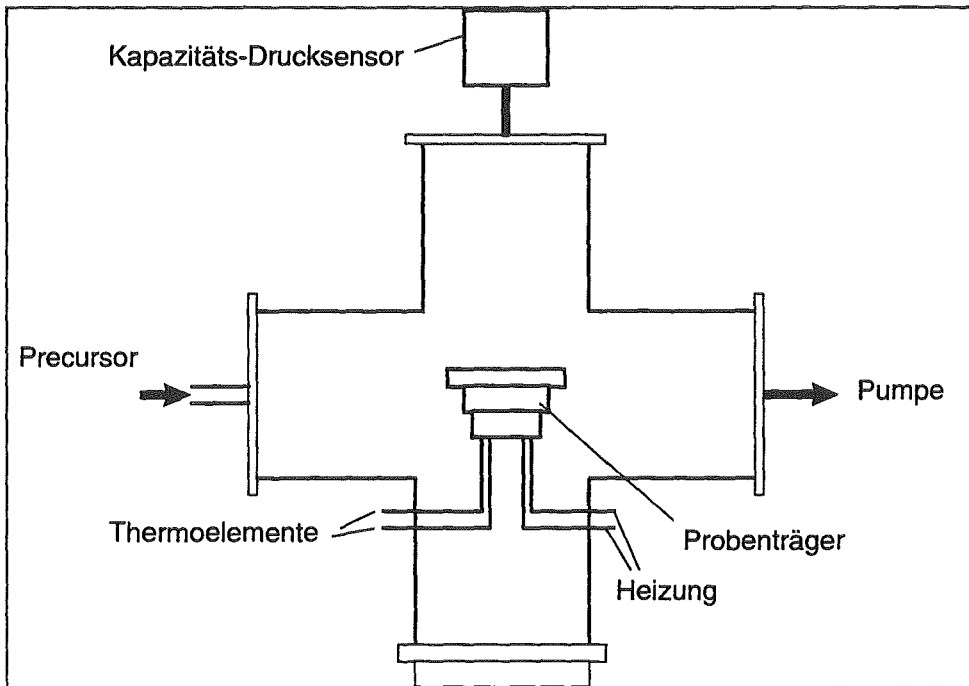 Kapazitäts-Drucksensor
Precursor
Pumpe
Thermoelemente
Probenträger
Heizung